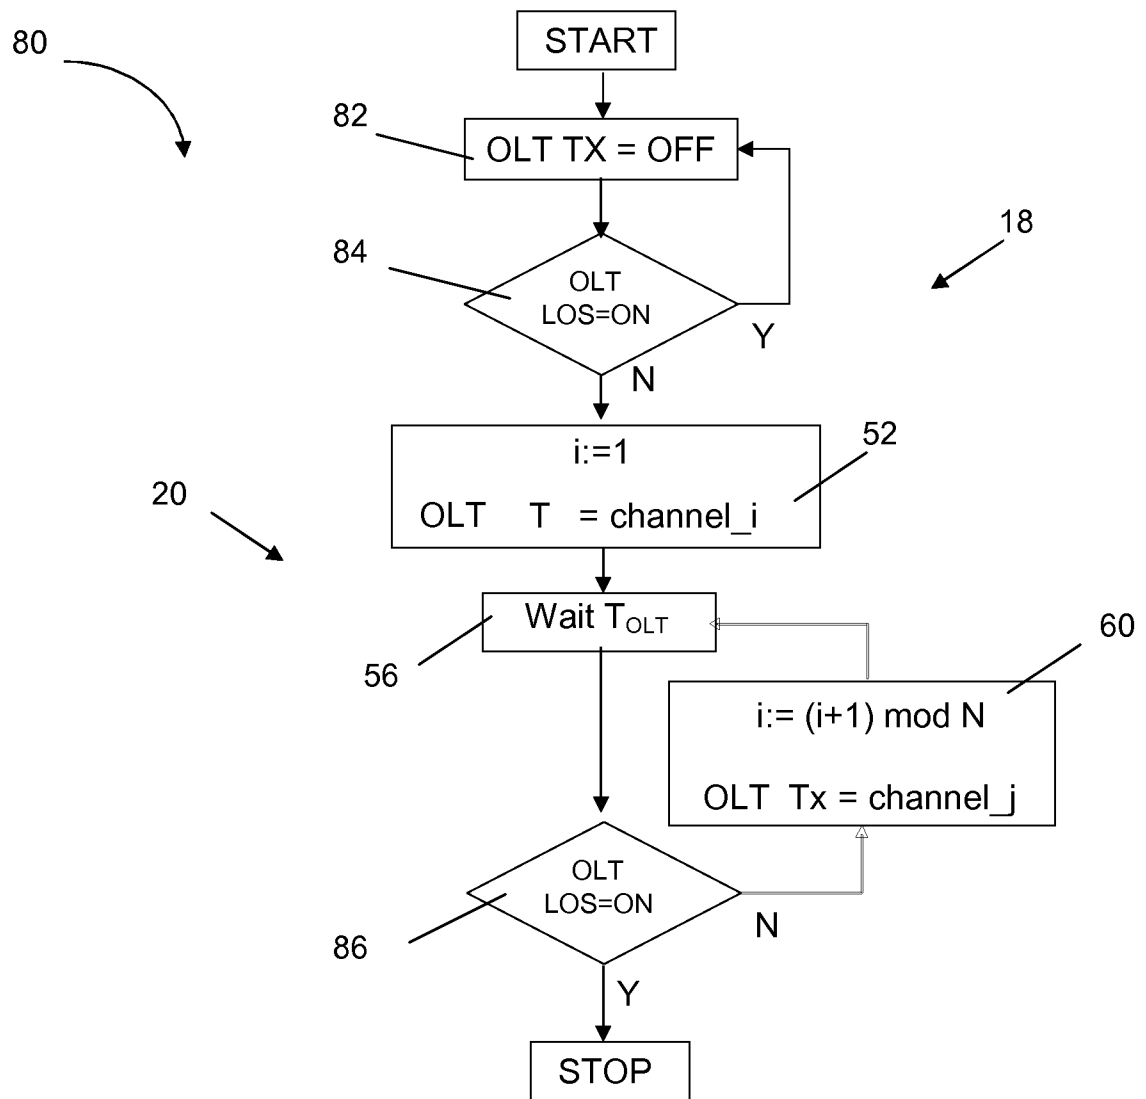 80
START
82
OLT TX = OFF
18
84
OLT
LOS=ON
Y
N
52
i:=1
OLT T = channel_i
20
Wait T_OLT
60
56
i:= (i+1) mod N
OLT Tx = channel_j
OLT
LOS=ON
N
86
Y
STOP